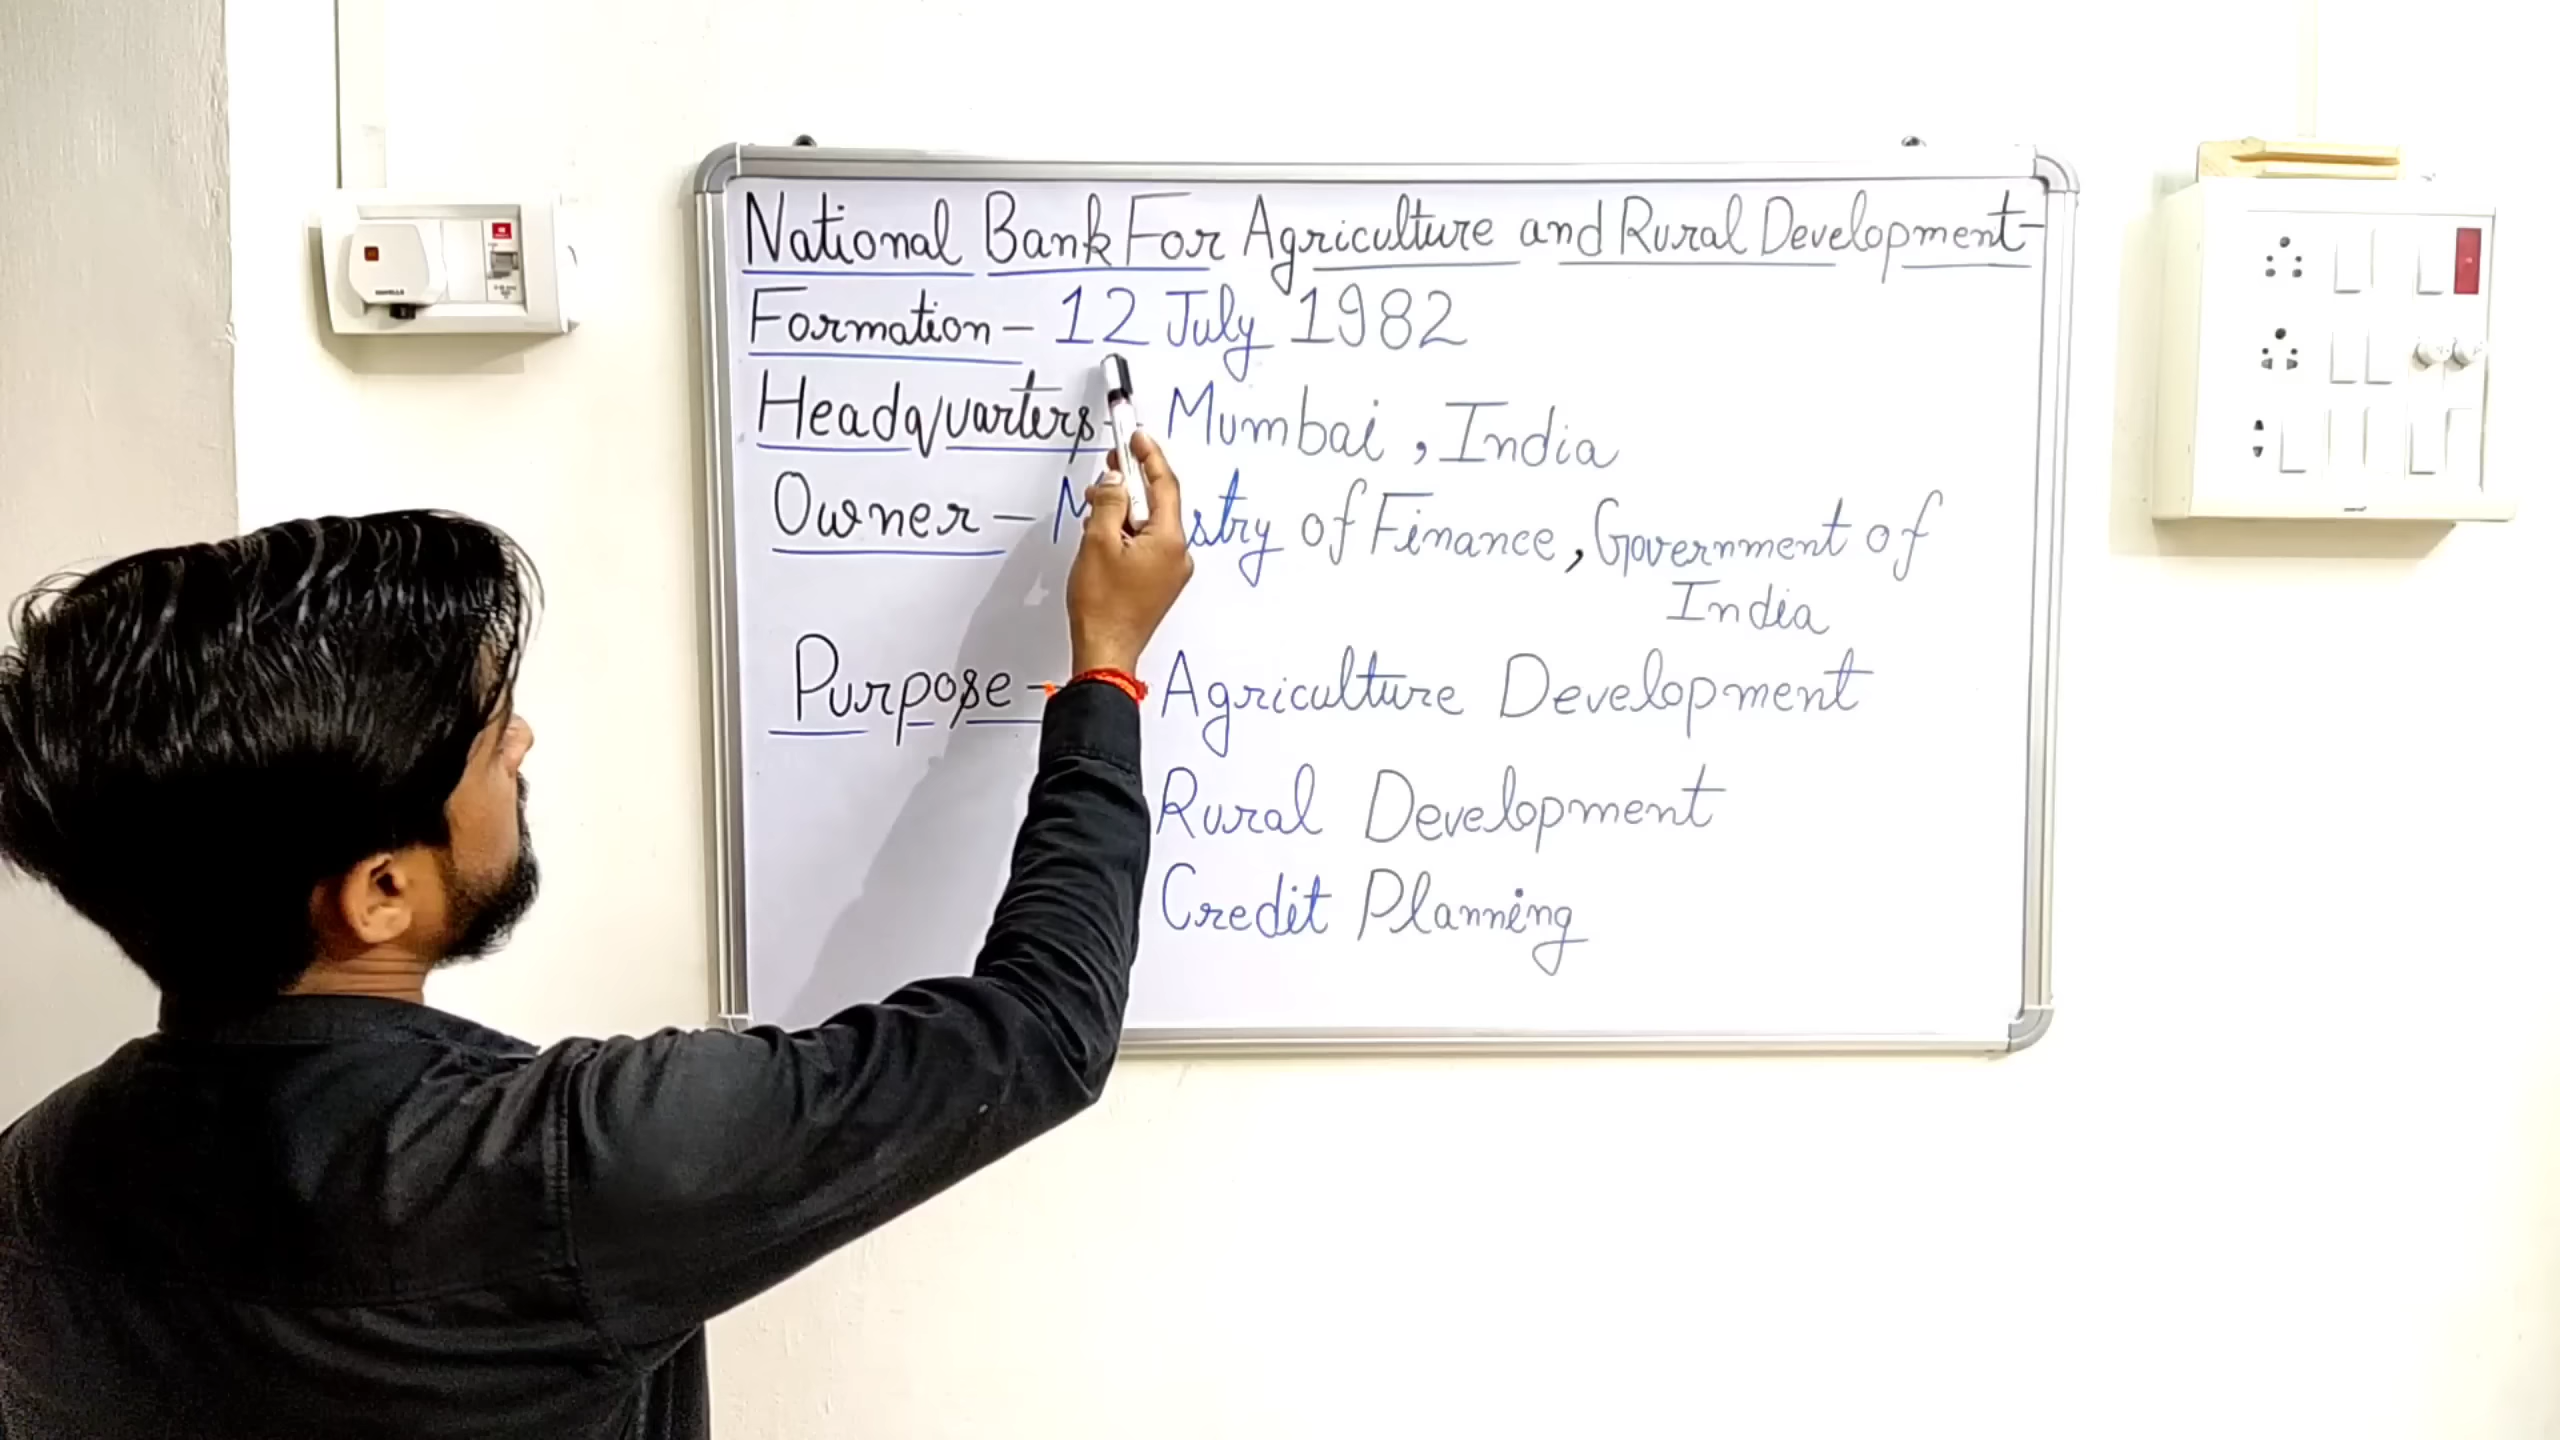 National Bank For Agriculture and Rural Development-
Formation - 12 July 1982
Headquarters - Mumbai, India
Owner - of Finance, Government of
India
Purpose - Agriculture Development
Rural Development
Credit Planning
HAVELLS